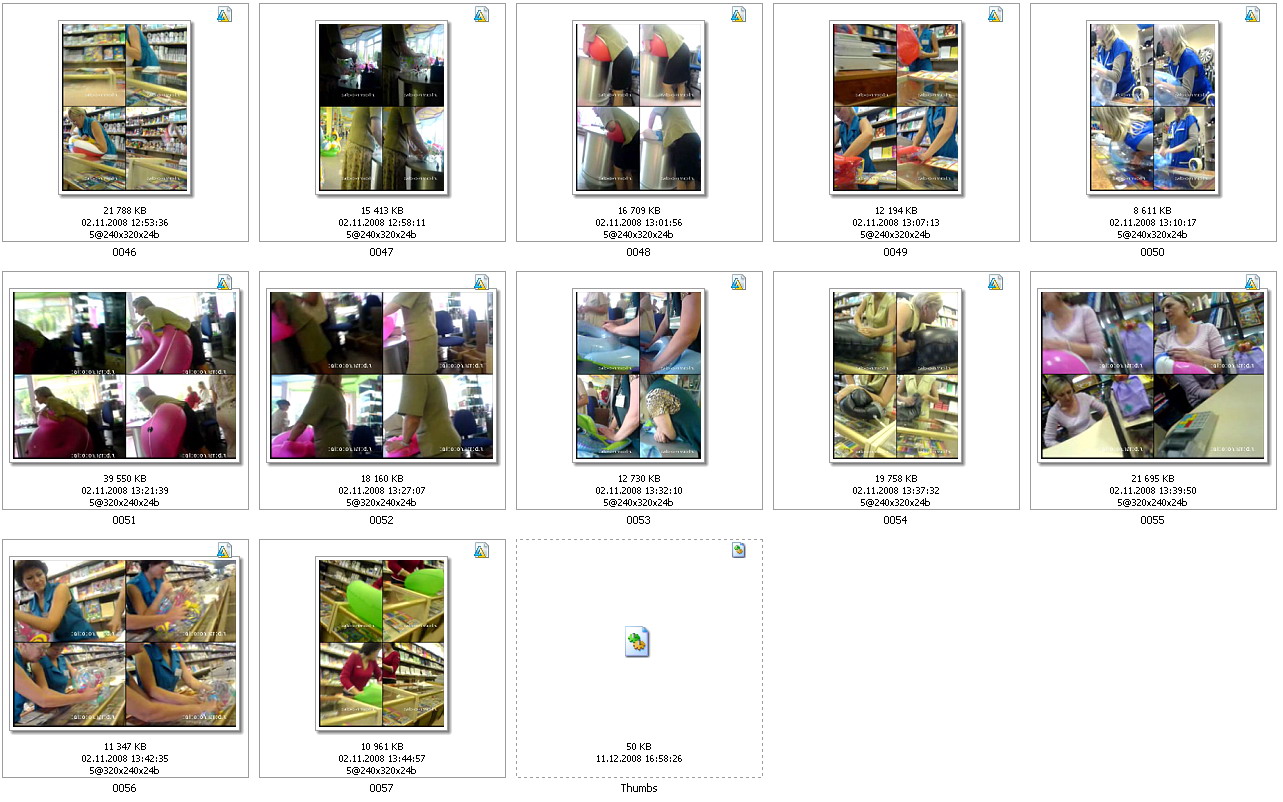 21 788 KB
02.11.2008 12:53:36
5@240x320x24b
0046
15 413 KB
02.11.2008 12:58:11
5@240x320x24b
0047
16 709 KB
02.11.2008 13:01:56
5@240x320x24b
0048
12 194 KB
02.11.2008 13:07:13
5@240x320x24b
0049
8 611 KB
02.11.2008 13:10:17
5@240x320x24b
0050
39 550 KB
02.11.2008 13:21:39
5@320x240x24b
0051
18 160 KB
02.11.2008 13:27:07
5@320x240x24b
0052
12 730 KB
02.11.2008 13:32:10
5@240x320x24b
0053
19 758 KB
02.11.2008 13:37:32
5@240x320x24b
0054
21 695 KB
02.11.2008 13:39:50
5@320x240x24b
0055
11 347 KB
02.11.2008 13:42:35
5@320x240x24b
0056
10 961 KB
02.11.2008 13:44:57
5@240x320x24b
0057
50 KB
11.12.2008 16:58:26
Thumbs